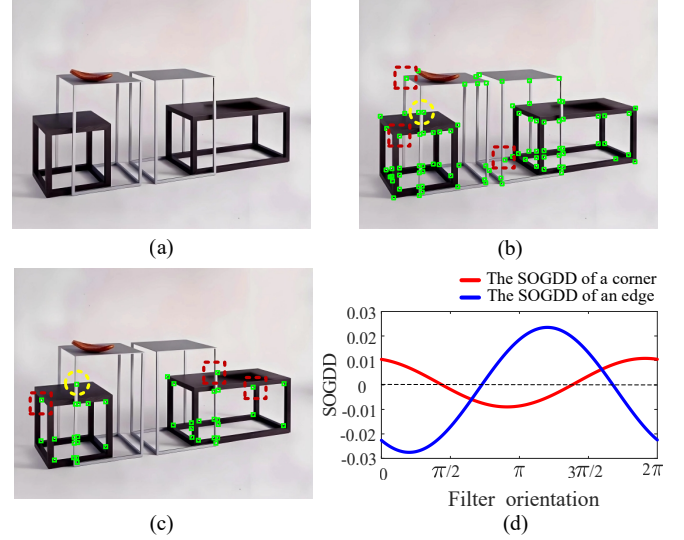 (a)
(b)
The SOGDD of a corner
The SOGDD of an edge
0.03
0.02
0.01
0
-0.01
-0.02
-0.03
SOGDD
0
π/2
π
3π/2
2π
Filter orientation
(c)
(d)